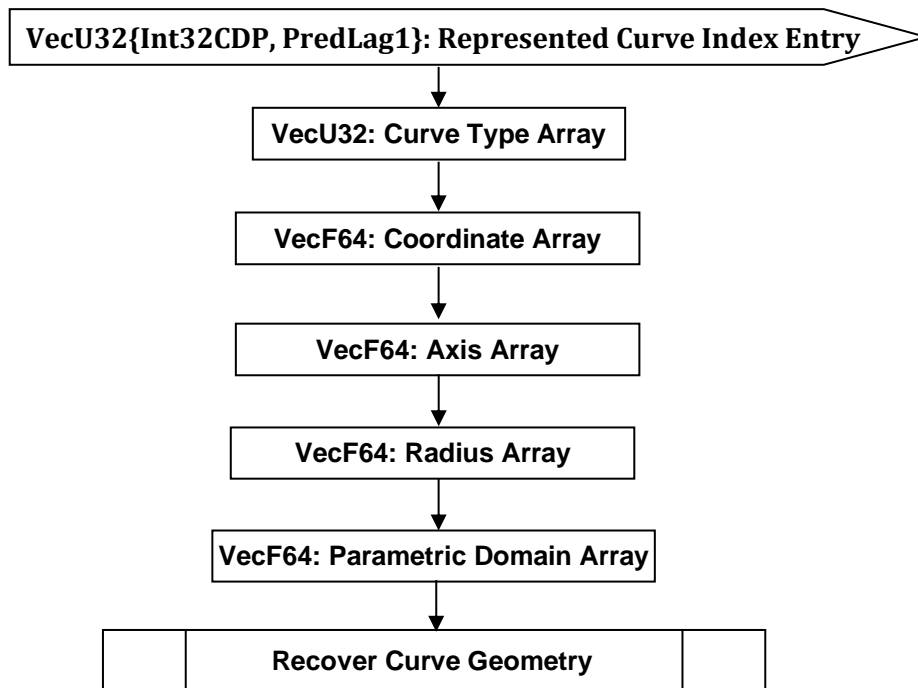 VecU32{Int32CDP, PredLag1}: Represented Curve Index Entry
VecU32: Curve Type Array
VecF64: Coordinate Array
VecF64: Axis Array
VecF64: Radius Array
VecF64: Parametric Domain Array
Recover Curve Geometry